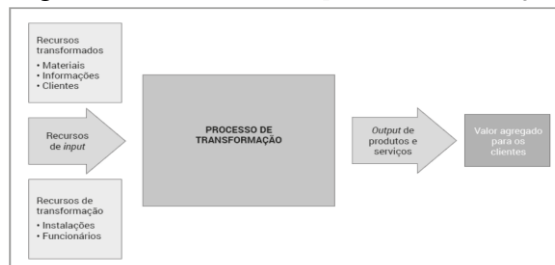 Recursos
transformados
• Materiais
• Informações
• Clientes
Recursos
de input
Recursos de
transformação
• Instalações
• Funcionários
PROCESSO DE
TRANSFORMAÇÃO
Output de
produtos e
serviços
Valor agregado
para os
clientes